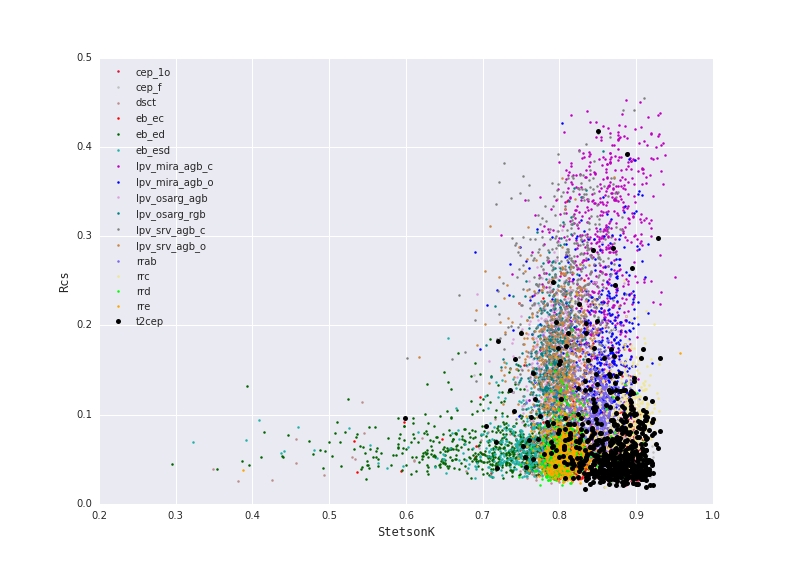 0.5
0.4
0.3
0.2
0.1
0.0
Rcs
cep_1o
cep_f
dsct
eb_ec
eb_ed
eb_esd
lpv_mira_agb_c
lpv_mira_agb_o
lpv_osarg_agb
lpv_osarg_rgb
lpv_srv_agb_c
lpv_srv_agb_o
rrab
rrc
rrd
rre
t2cep
0.2 0.3 0.4 0.5 0.6 0.7 0.8 0.9 1.0
StetsonK